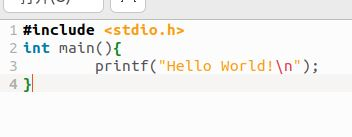 1 #include <stdio.h>
2 int main(){
3 printf("Hello World!\n");
4 }